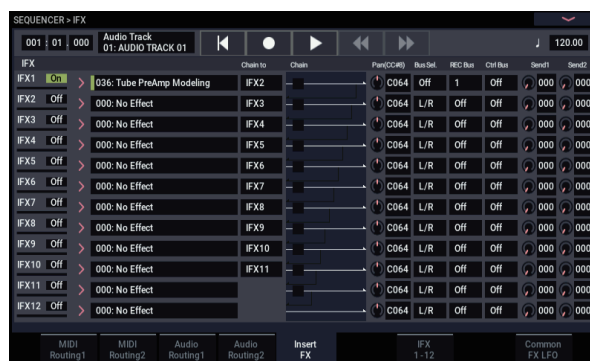 SEQUENCER > IFX
001 : 01 . 000 Audio Track 01: AUDIO TRACK 01 ♩ 120.00
IFX Chain to Chain Pan(CC#8) Bus Sel. REC Bus Ctrl Bus Send1 Send2
IFX1 On 036: Tube PreAmp Modeling IFX2 C064 Off 1 Off 000 000
IFX2 Off 000: No Effect IFX3 C064 L/R Off Off 000 000
IFX3 Off 000: No Effect IFX4 C064 L/R Off Off 000 000
IFX4 Off 000: No Effect IFX5 C064 L/R Off Off 000 000
IFX5 Off 000: No Effect IFX6 C064 L/R Off Off 000 000
IFX6 Off 000: No Effect IFX7 C064 L/R Off Off 000 000
IFX7 Off 000: No Effect IFX8 C064 L/R Off Off 000 000
IFX8 Off 000: No Effect IFX9 C064 L/R Off Off 000 000
IFX9 Off 000: No Effect IFX10 C064 L/R Off Off 000 000
IFX10 Off 000: No Effect IFX11 C064 L/R Off Off 000 000
IFX11 Off 000: No Effect C064 L/R Off Off 000 000
IFX12 Off 000: No Effect C064 L/R Off Off 000 000
MIDI Routing1 MIDI Routing2 Audio Routing1 Audio Routing2 Insert FX IFX 1-12 Common FX LFO